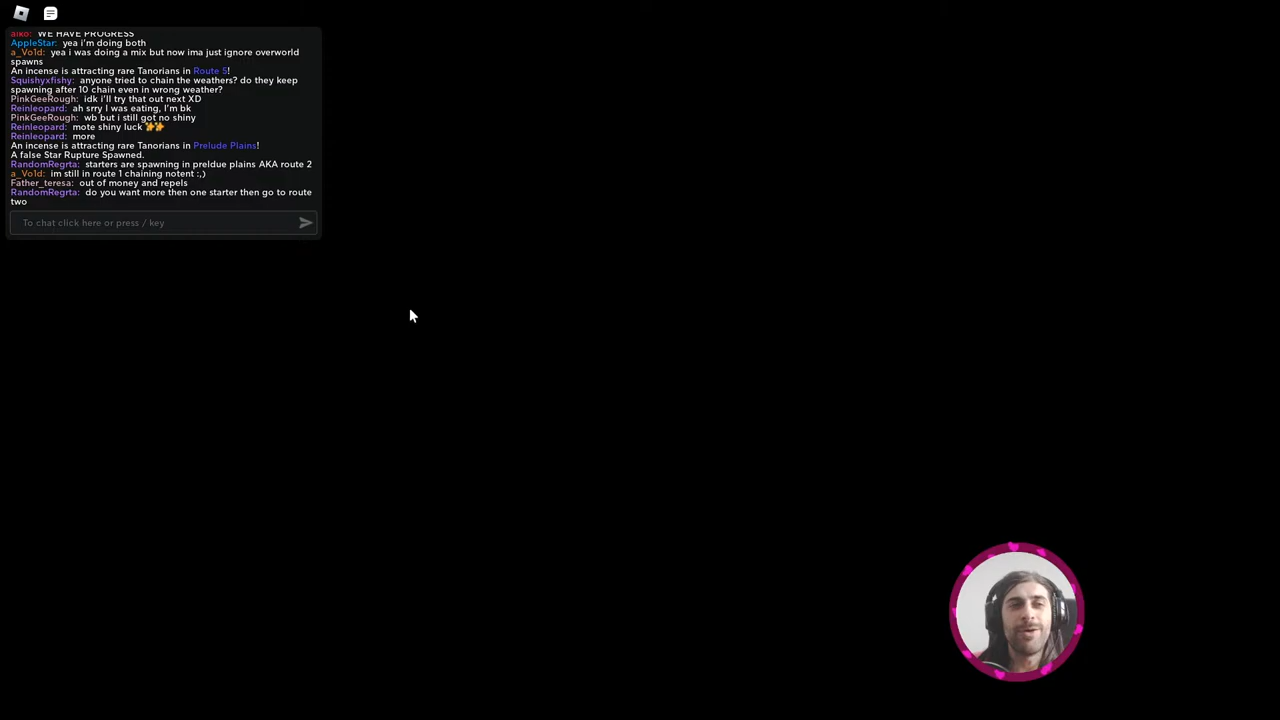 aiko: WE HAVE PROGRESS
AppleStar: yea i'm doing both
a_Vo1d: yea i was doing a mix but now ima just ignore overworld
spawns
An incense is attracting rare Tanorians in Route 5!
Squishyxfishy: anyone tried to chain the weathers? do they keep
spawning after 10 chain even in wrong weather?
PinkGeeRough: idk i'll try that out next XD
Reinleopard: ah srry I was eating, I'm bk
PinkGeeRough: wb but i still got no shiny
Reinleopard: mote shiny luck ✨✨
Reinleopard: more
An incense is attracting rare Tanorians in Prelude Plains!
A false Star Rupture Spawned.
RandomRegrta: starters are spawning in preldue plains AKA route 2
a_Vo1d: im still in route 1 chaining notent :,)
Father_teresa: out of money and repels
RandomRegrta: do you want more then one starter then go to route
two
To chat click here or press / key